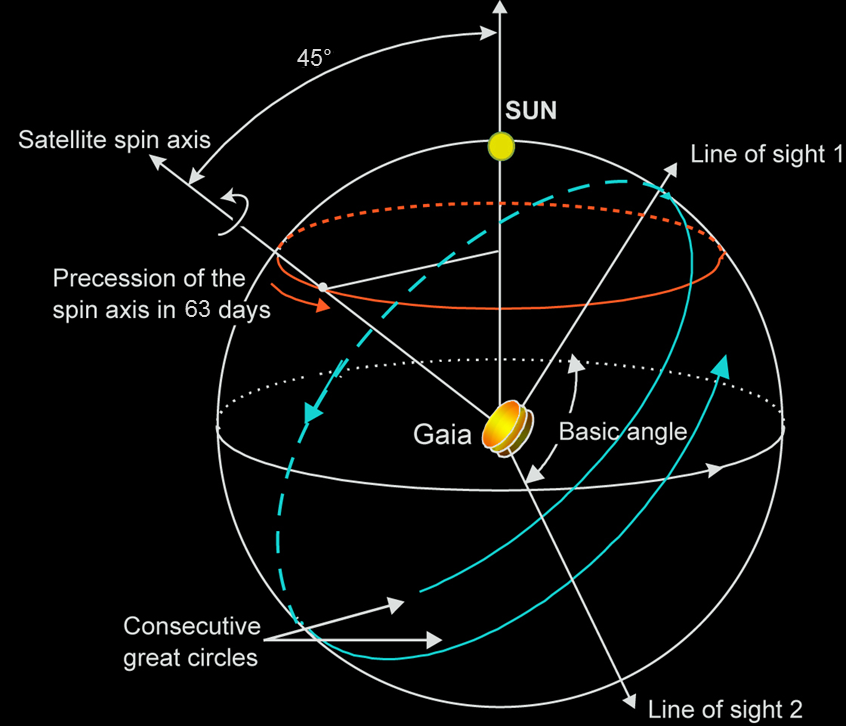 45°
SUN
Satellite spin axis
Line of sight 1
Precession of the
spin axis in 63 days
Gaia
Basic angle
Consecutive
great circles
Line of sight 2